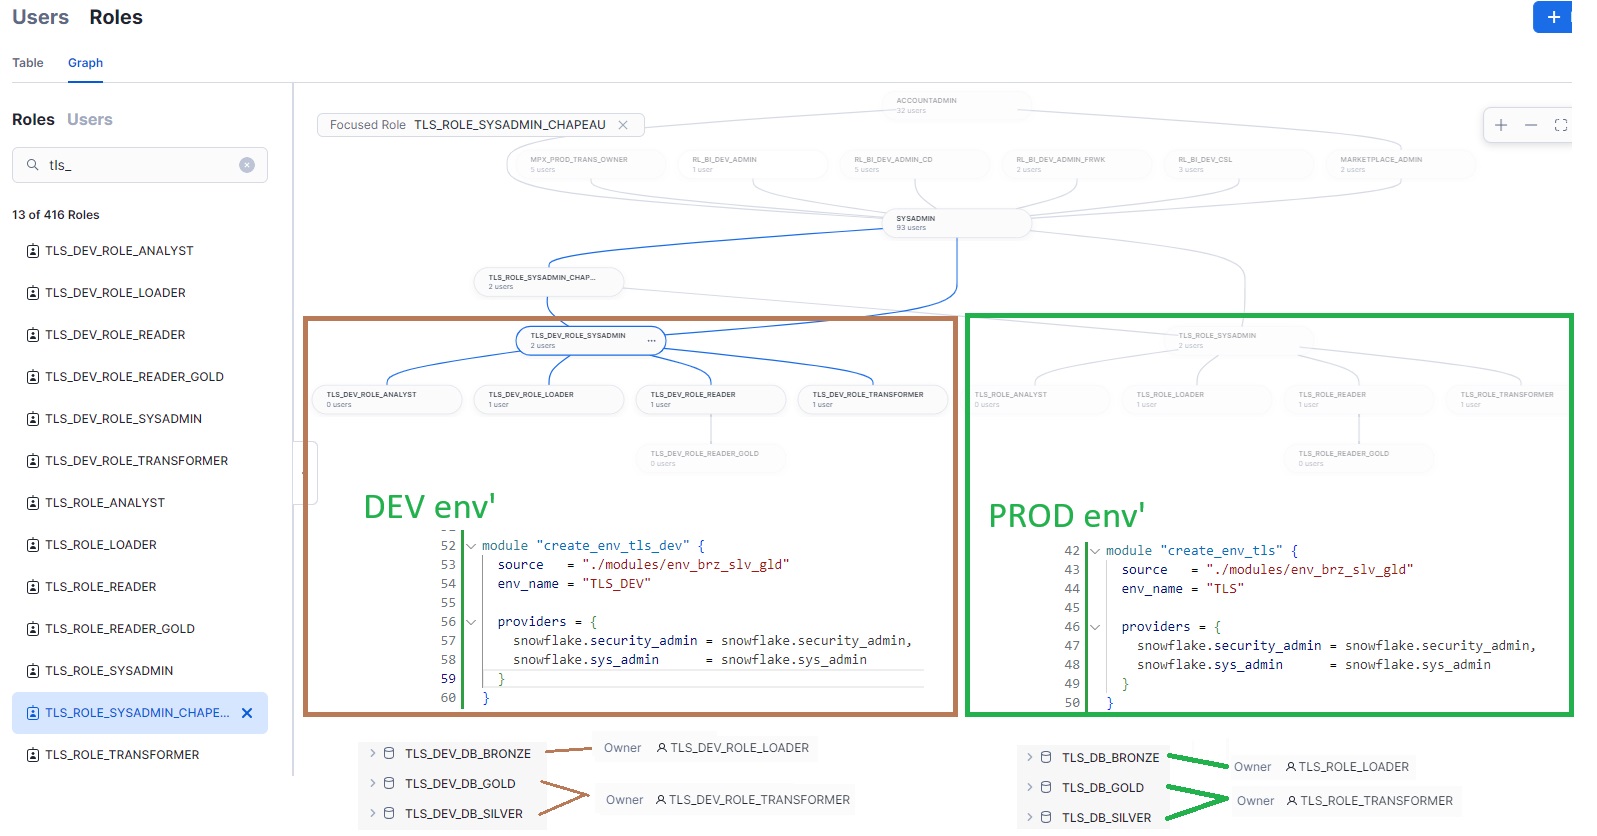 Users Roles
Table Graph
Roles Users
tls_
13 of 416 Roles
TLS_DEV_ROLE_ANALYST
TLS_DEV_ROLE_LOADER
TLS_DEV_ROLE_READER
TLS_DEV_ROLE_READER_GOLD
TLS_DEV_ROLE_SYSADMIN
TLS_DEV_ROLE_TRANSFORMER
TLS_ROLE_ANALYST
TLS_ROLE_LOADER
TLS_ROLE_READER
TLS_ROLE_READER_GOLD
TLS_ROLE_SYSADMIN
TLS_ROLE_SYSADMIN_CHAPE...
TLS_ROLE_TRANSFORMER
Focused Role TLS_ROLE_SYSADMIN_CHAPEAU
ACCOUNTADMIN
32 users
MPX_PROD_TRANS_OWNER
5 users
RL_BI_DEV_ADMIN
1 user
RL_BI_DEV_ADMIN_CD
5 users
RL_BI_DEV_ADMIN_FRWK
2 users
RL_BI_DEV_CSL
3 users
MARKETPLACE_ADMIN
2 users
SYSADMIN
93 users
TLS_ROLE_SYSADMIN_CHAP...
2 users
TLS_DEV_ROLE_SYSADMIN
2 users
TLS_DEV_ROLE_ANALYST
0 users
TLS_DEV_ROLE_LOADER
1 user
TLS_DEV_ROLE_READER
1 user
TLS_DEV_ROLE_TRANSFORMER
1 user
TLS_DEV_ROLE_READER_GOLD
0 users
DEV env'
52 module "create_env_tls_dev" {
53 source = "./modules/env_brz_slv_gld"
54 env_name = "TLS_DEV"
55
56 providers = {
57 snowflake.security_admin = snowflake.security_admin,
58 snowflake.sys_admin = snowflake.sys_admin
59 }
60 }
TLS_ROLE_SYSADMIN
2 users
TLS_ROLE_ANALYST
0 users
TLS_ROLE_LOADER
1 user
TLS_ROLE_READER
1 user
TLS_ROLE_TRANSFORMER
1 user
TLS_ROLE_READER_GOLD
0 users
PROD env'
42 module "create_env_tls" {
43 source = "./modules/env_brz_slv_gld"
44 env_name = "TLS"
45
46 providers = {
47 snowflake.security_admin = snowflake.security_admin,
48 snowflake.sys_admin = snowflake.sys_admin
49 }
50 }
TLS_DEV_DB_BRONZE
TLS_DEV_DB_GOLD
TLS_DEV_DB_SILVER
Owner TLS_DEV_ROLE_LOADER
Owner TLS_DEV_ROLE_TRANSFORMER
TLS_DB_BRONZE
TLS_DB_GOLD
TLS_DB_SILVER
Owner TLS_ROLE_LOADER
Owner TLS_ROLE_TRANSFORMER